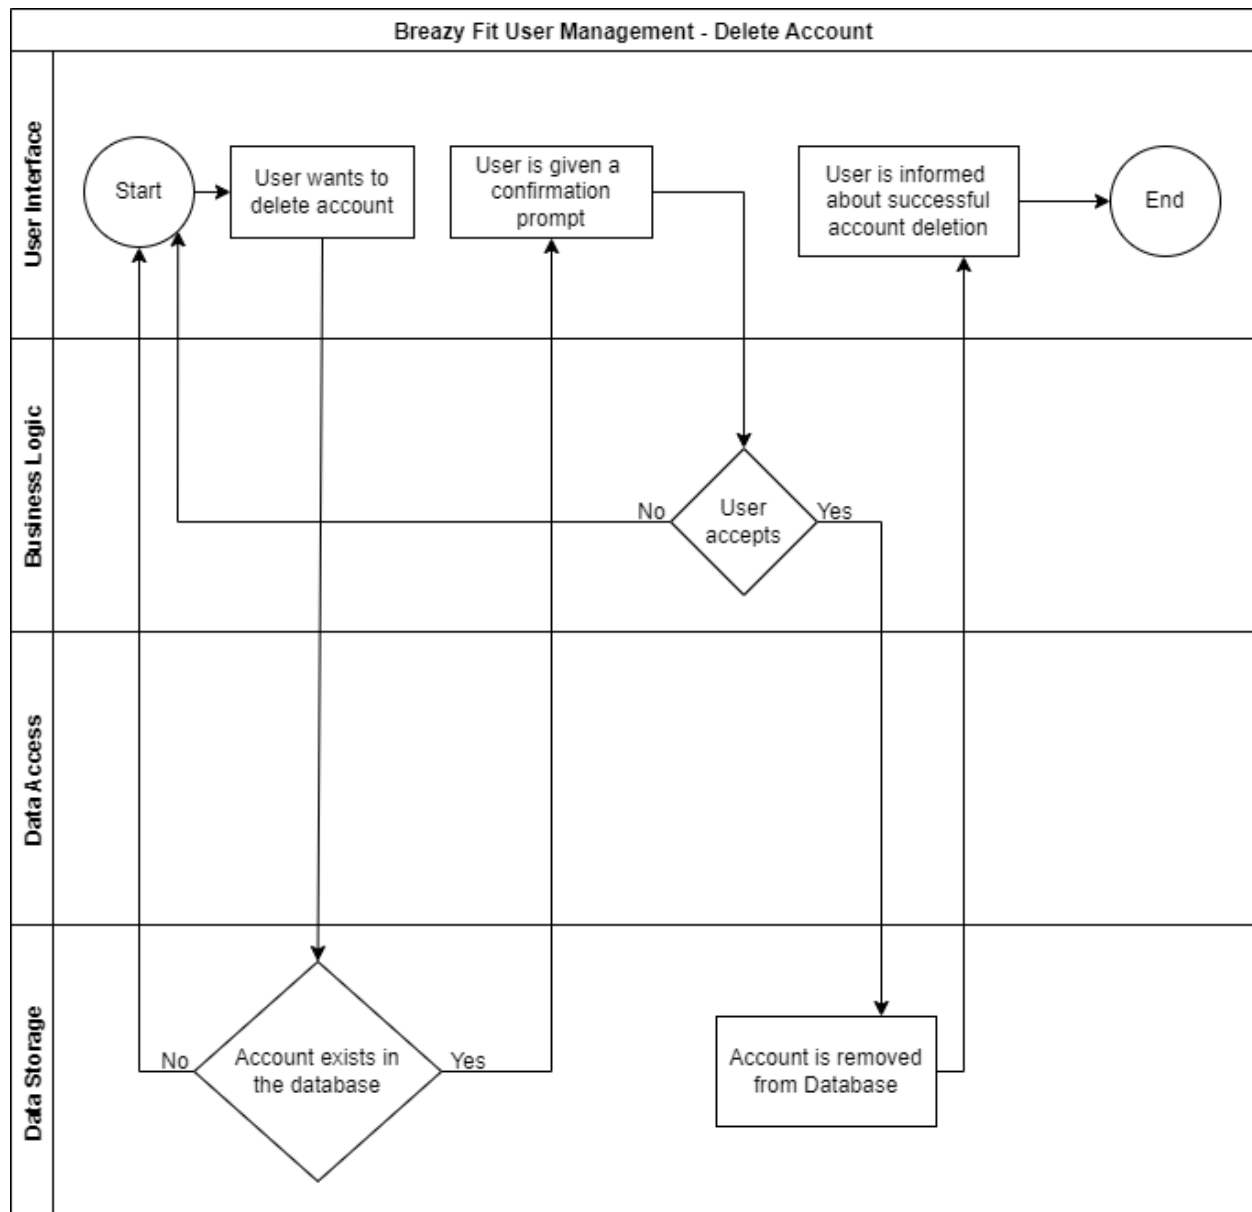 Breazy Fit User Management - Delete Account
User Interface
Start
User wants to
delete account
User is given a
confirmation
prompt
User is informed
about successful
account deletion
End
Business Logic
No
User
accepts
Yes
Data Access
Data Storage
No
Account exists in
the database
Yes
Account is removed
from Database